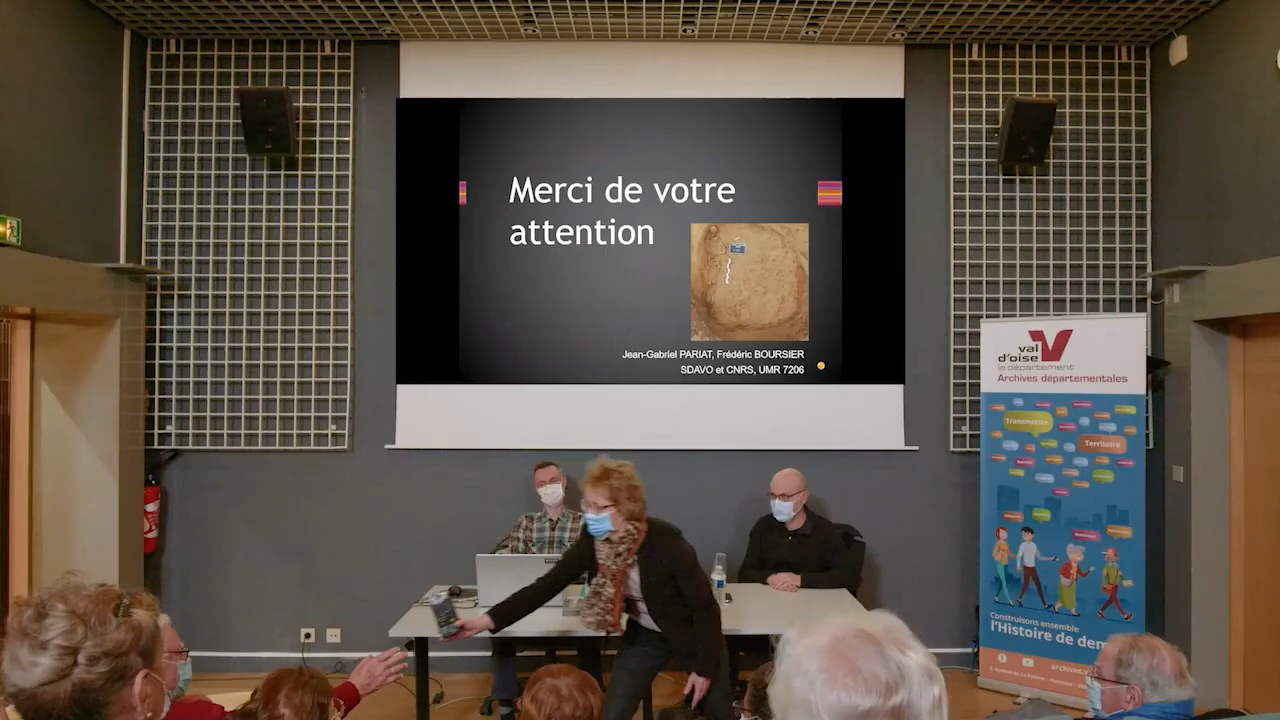 Merci de votre
attention
Jean-Gabriel PARIAT, Frédéric BOURSIER
SDAVO et CNRS, UMR 7206
val
d'oise
le département
Archives départementales
Transmettre
Territoire
Construisons ensemble
l'Histoire de dem
archives.